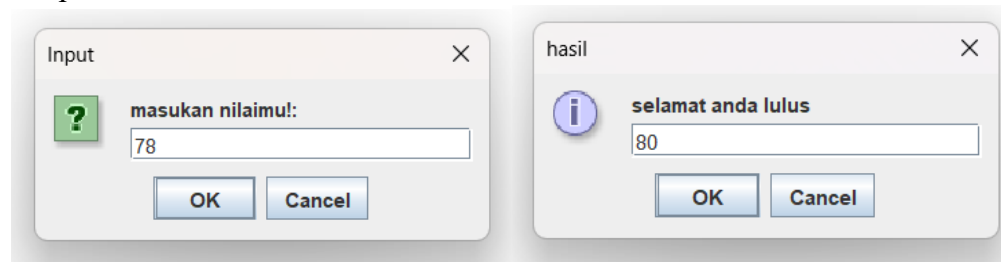 Input
masukan nilaimu!:
78
OK Cancel
hasil
selamat anda lulus
80
OK Cancel